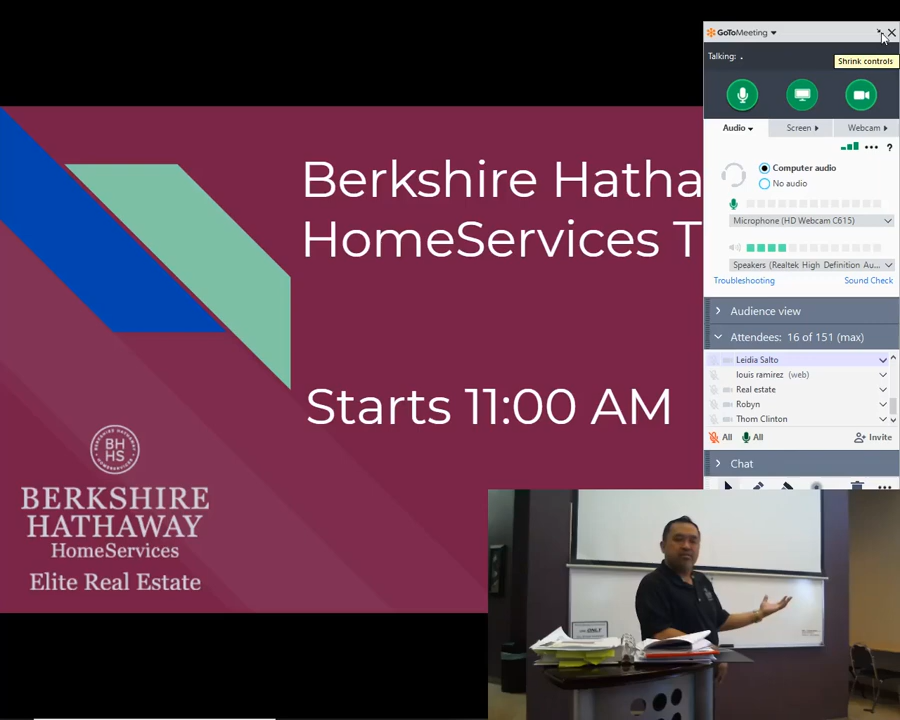 GoToMeeting
Talking: .
Shrink controls
Audio
Screen
Webcam
?
Computer audio
No audio
Microphone (HD Webcam C615)
Speakers (Realtek High Definition Au...
Troubleshooting
Sound Check
Audience view
Attendees: 16 of 151 (max)
Leidia Salto
louis ramirez (web)
Real estate
Robyn
Thom Clinton
All
All
Invite
Chat
Berkshire Hatha
HomeServices T
Starts 11:00 AM
BH
HS
BERKSHIRE
HATHAWAY
HomeServices
Elite Real Estate
ONLY